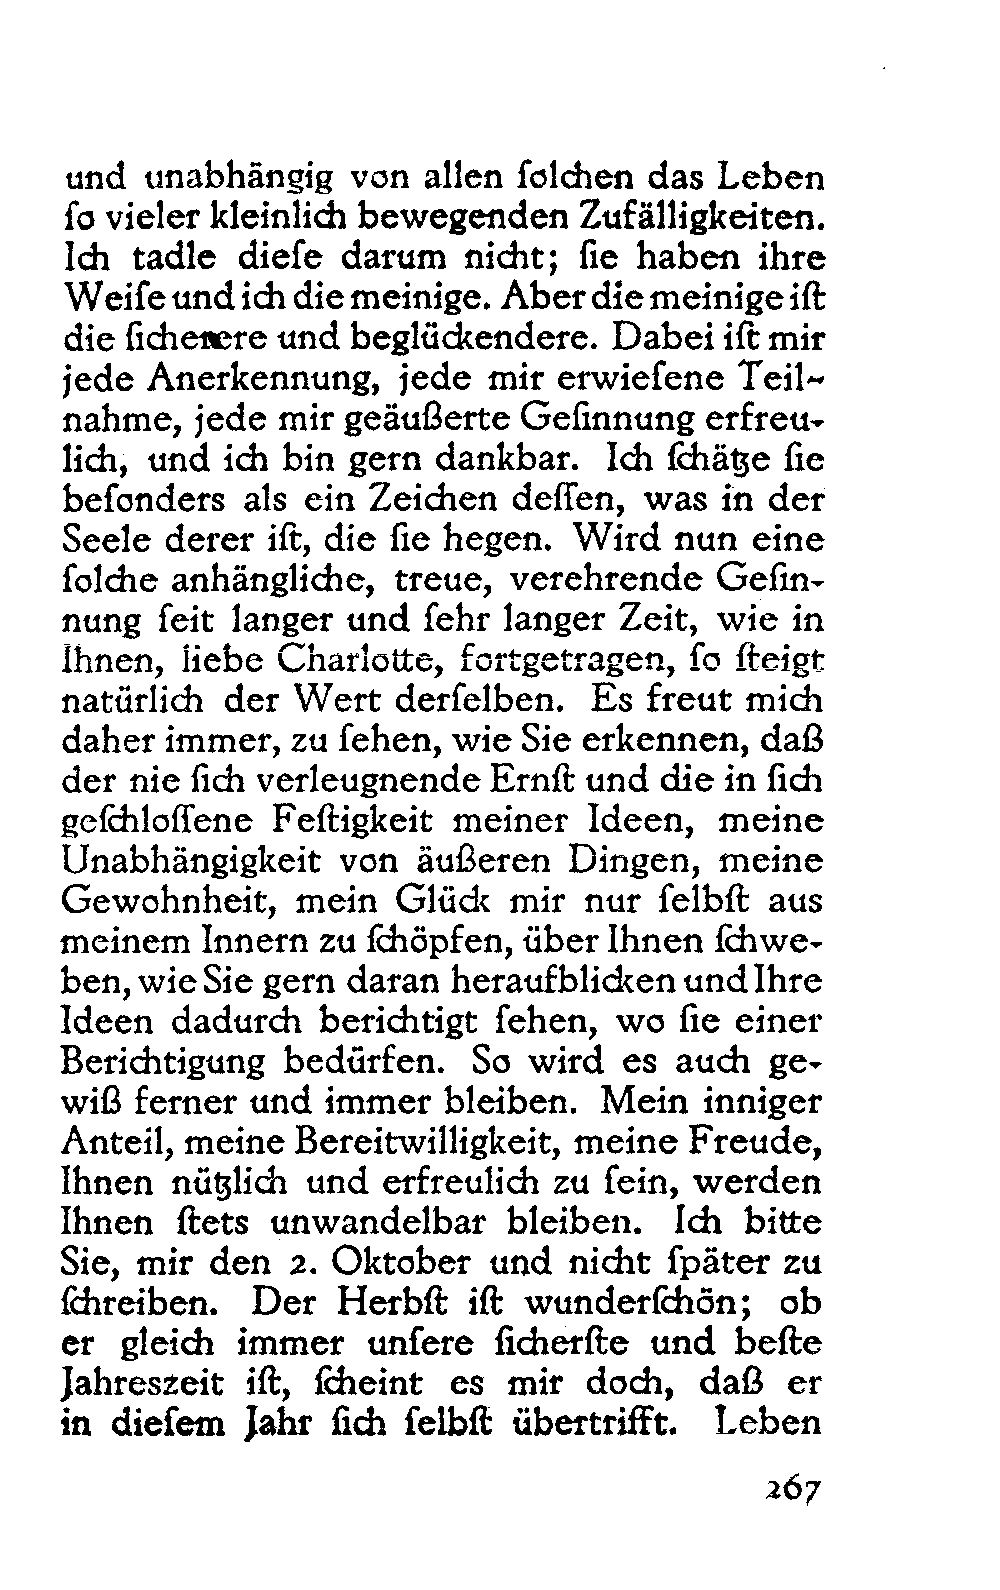 und unabhängig von allen ſolchen das Leben
ſo vieler kleinlich bewegenden Zufälligkeiten.
Ich tadle dieſe darum nicht; ſie haben ihre
Weiſe und ich die meinige. Aber die meinige iſt
die ſicherere und beglückendere. Dabei iſt mir
jede Anerkennung, jede mir erwieſene Teil-
nahme, jede mir geäußerte Geſinnung erfreu-
lich, und ich bin gern dankbar. Ich ſchätze ſie
beſonders als ein Zeichen deſſen, was in der
Seele derer iſt, die ſie hegen. Wird nun eine
ſolche anhängliche, treue, verehrende Geſin-
nung ſeit langer und ſehr langer Zeit, wie in
Ihnen, liebe Charlotte, fortgetragen, ſo ſteigt
natürlich der Wert derſelben. Es freut mich
daher immer, zu ſehen, wie Sie erkennen, daß
der nie ſich verleugnende Ernſt und die in ſich
geſchloſſene Feſtigkeit meiner Ideen, meine
Unabhängigkeit von äußeren Dingen, meine
Gewohnheit, mein Glück mir nur ſelbſt aus
meinem Innern zu ſchöpfen, über Ihnen ſchwe-
ben, wie Sie gern daran heraufblicken und Ihre
Ideen dadurch berichtigt ſehen, wo ſie einer
Berichtigung bedürfen. So wird es auch ge-
wiß ferner und immer bleiben. Mein inniger
Anteil, meine Bereitwilligkeit, meine Freude,
Ihnen nützlich und erfreulich zu ſein, werden
Ihnen ſtets unwandelbar bleiben. Ich bitte
Sie, mir den 2. Oktober und nicht ſpäter zu
ſchreiben. Der Herbſt iſt wunderſchön; ob
er gleich immer unſere ſicherſte und beſte
Jahreszeit iſt, ſcheint es mir doch, daß er
in dieſem Jahr ſich ſelbſt übertrifft. Leben
267